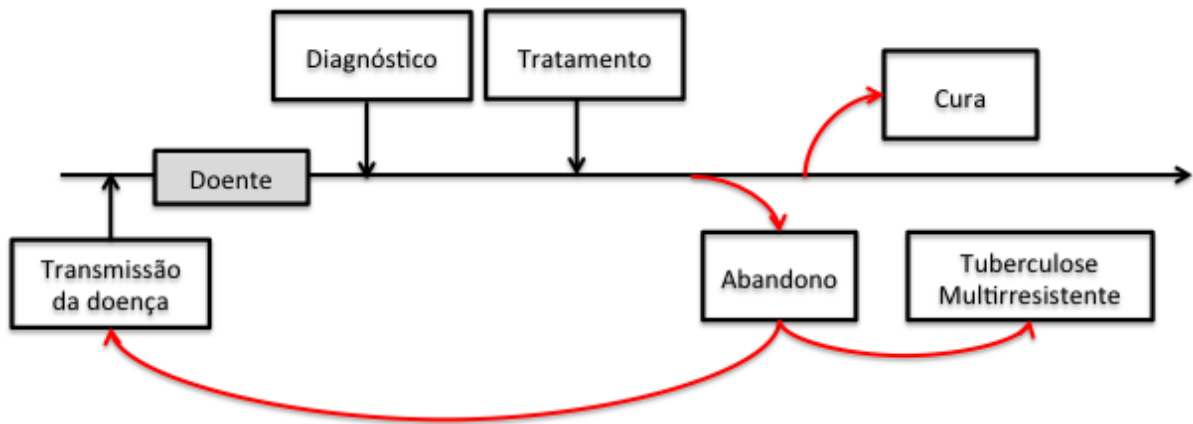 Diagnóstico
Tratamento
Cura
Doente
Transmissão
da doença
Abandono
Tuberculose
Multirresistente